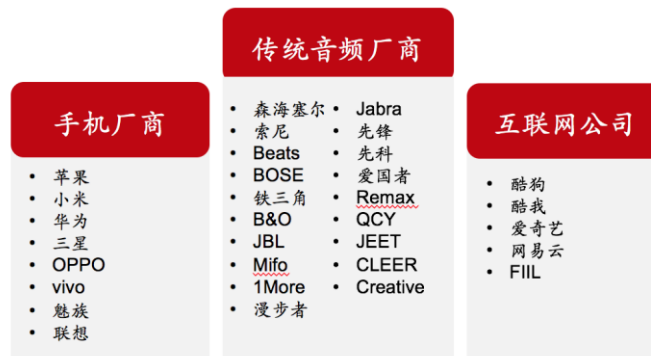 手机厂商
苹果
小米
华为
三星
OPPO
vivo
魅族
联想
传统音频厂商
森海塞尔
索尼
Beats
BOSE
铁三角
B&O
JBL
Mifo
1More
漫步者
Jabra
先锋
先科
爱国者
Remax
QCY
JEET
CLEER
Creative
互联网公司
酷狗
酷我
爱奇艺
网易云
FIIL